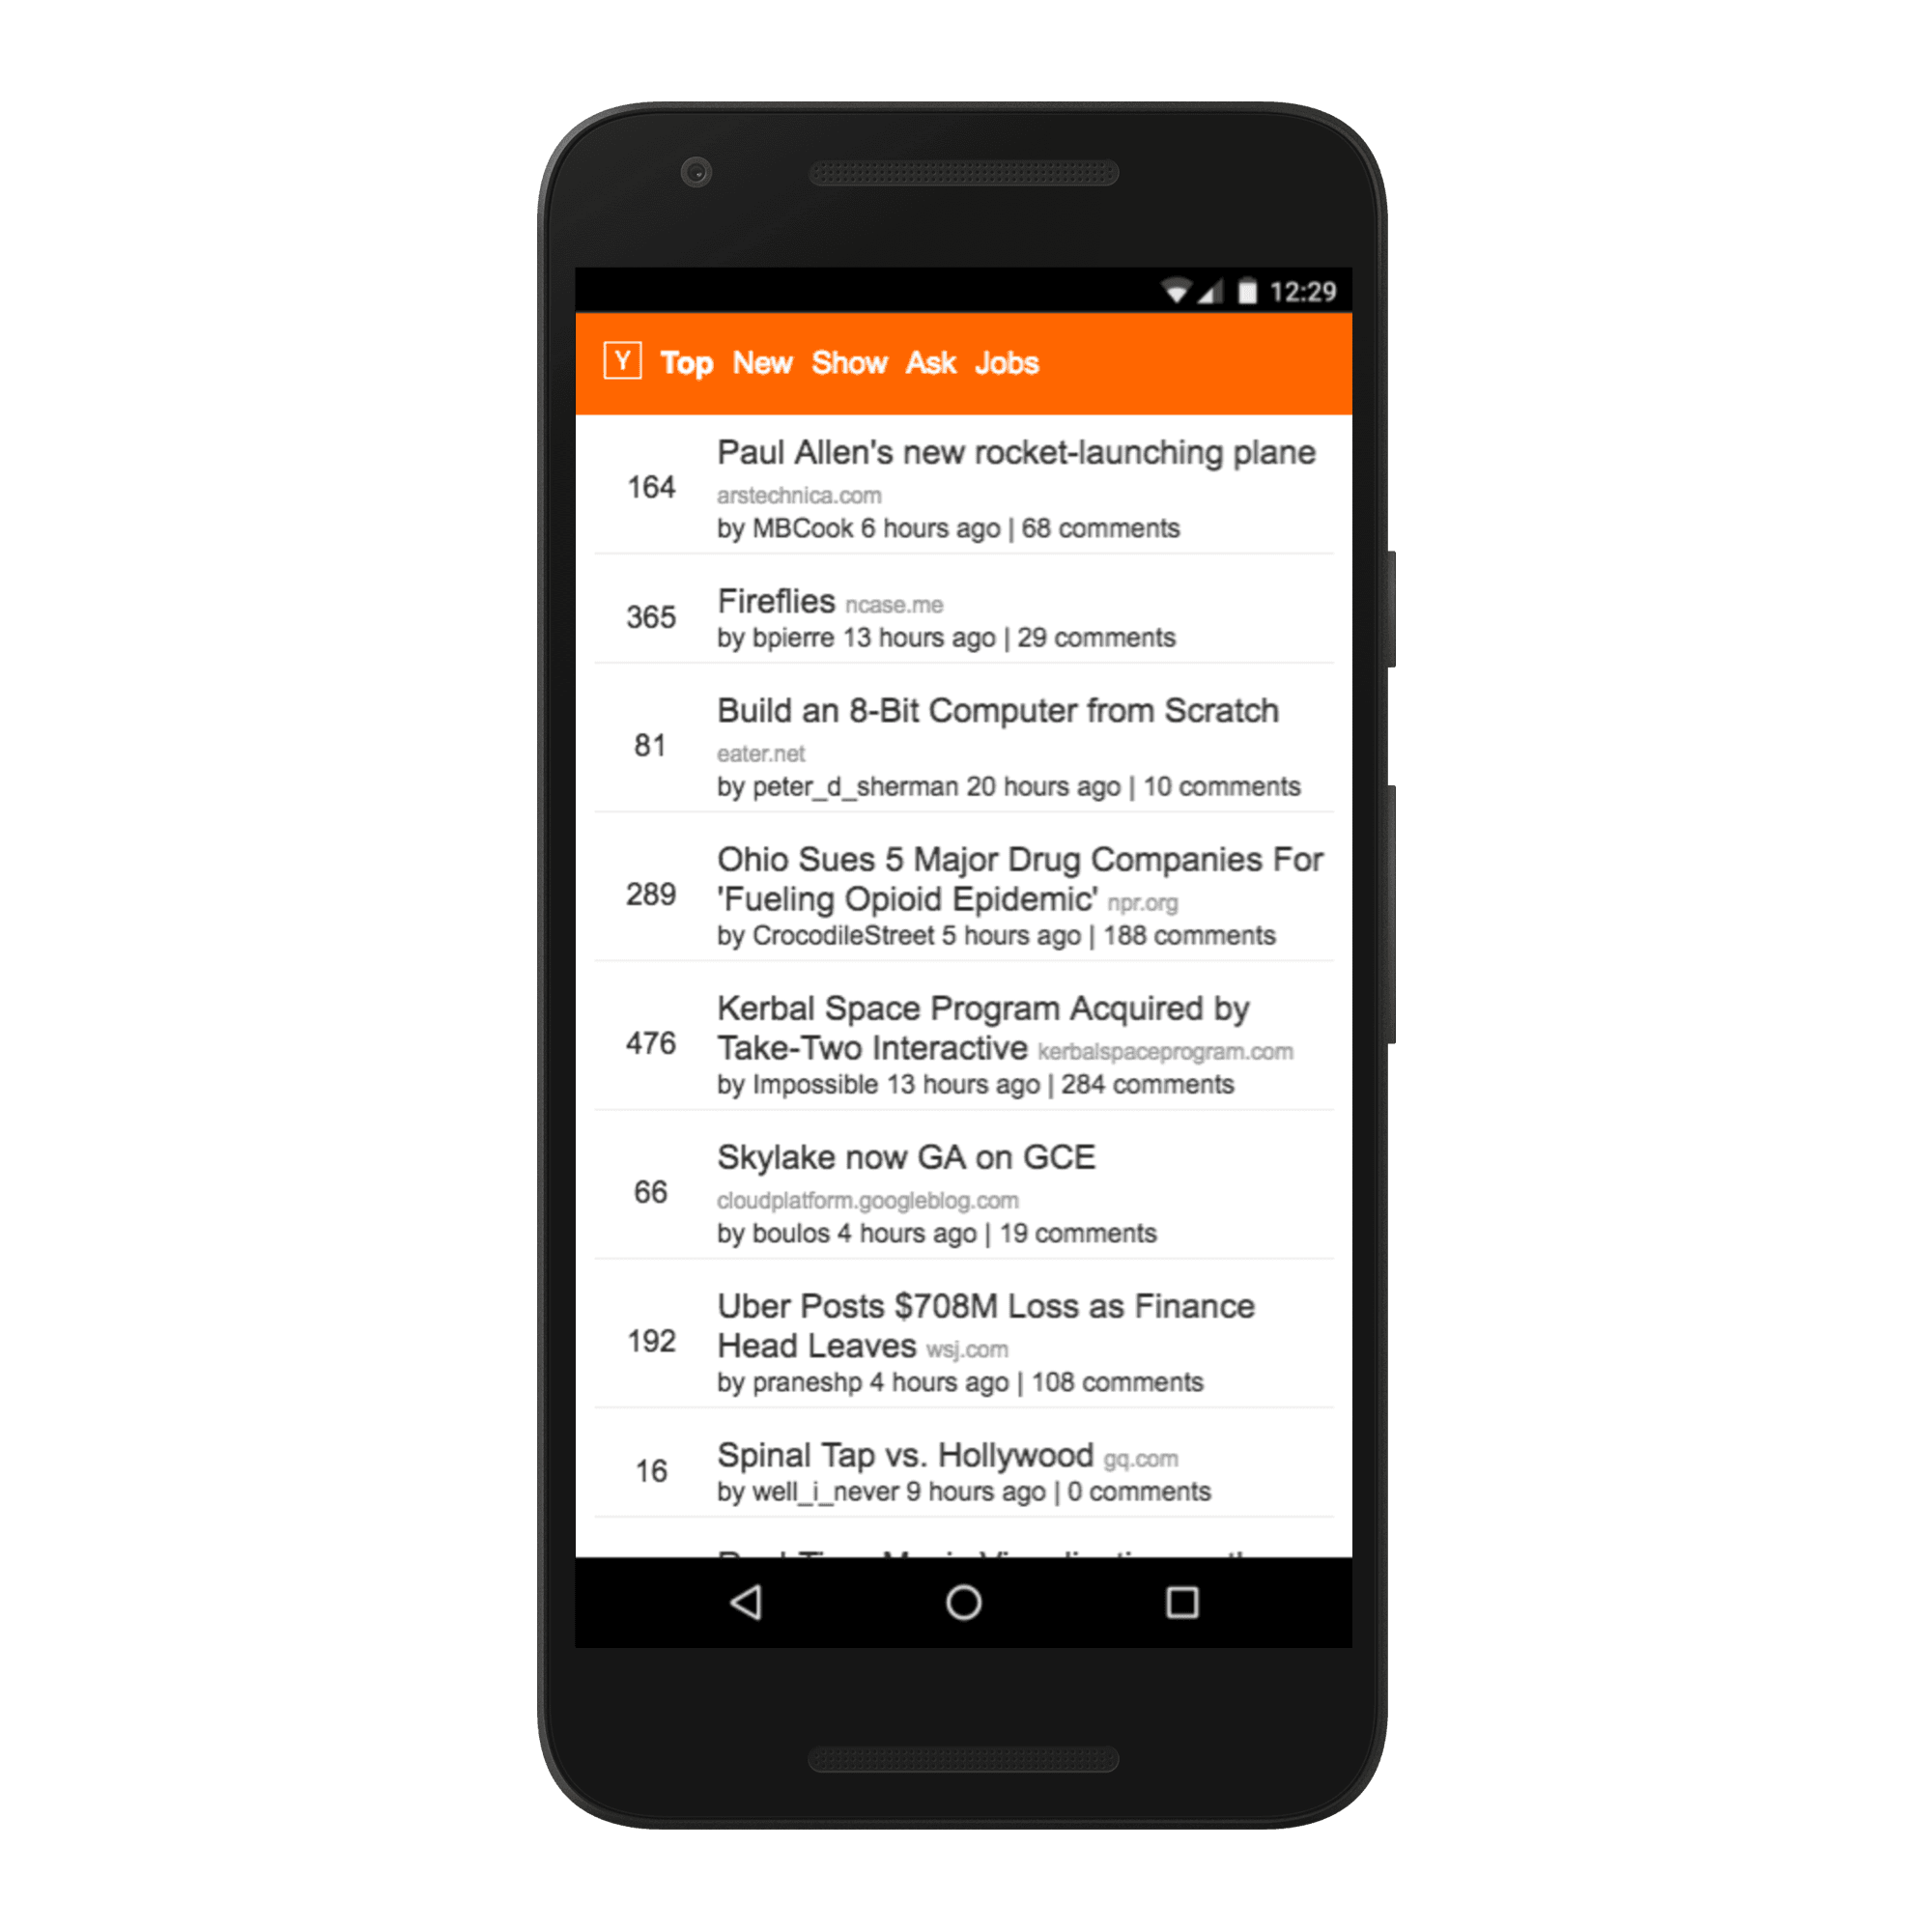 12:29
Y Top New Show Ask Jobs
Paul Allen's new rocket-launching plane
164
arstechnica.com
by MBCook 6 hours ago | 68 comments
Fireflies ncase.me
365
by bpierre 13 hours ago | 29 comments
Build an 8-Bit Computer from Scratch
81
eater.net
by peter_d_sherman 20 hours ago | 10 comments
Ohio Sues 5 Major Drug Companies For
289
'Fueling Opioid Epidemic' npr.org
by CrocodileStreet 5 hours ago | 188 comments
Kerbal Space Program Acquired by
476
Take-Two Interactive kerbalspaceprogram.com
by Impossible 13 hours ago | 284 comments
Skylake now GA on GCE
66
cloudplatform.googleblog.com
by boulos 4 hours ago | 19 comments
Uber Posts $708M Loss as Finance
192
Head Leaves wsj.com
by praneshp 4 hours ago | 108 comments
Spinal Tap vs. Hollywood gq.com
16
by well_i_never 9 hours ago | 0 comments